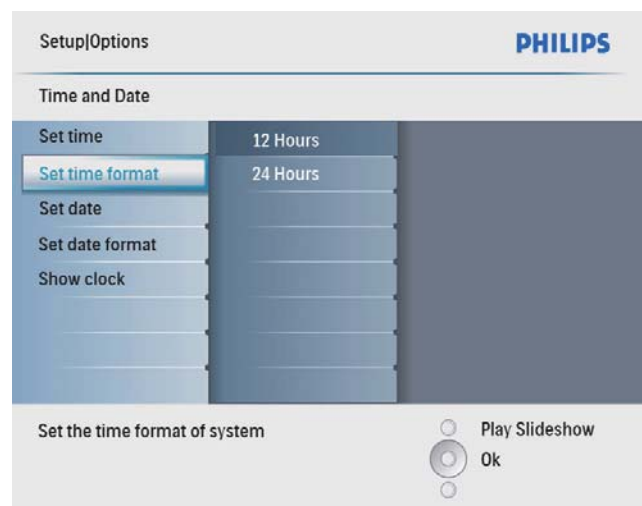 Setup|Options
PHILIPS
Time and Date
Set time
12 Hours
Set time format
24 Hours
Set date
Set date format
Show clock
Set the time format of system
Play Slideshow
Ok